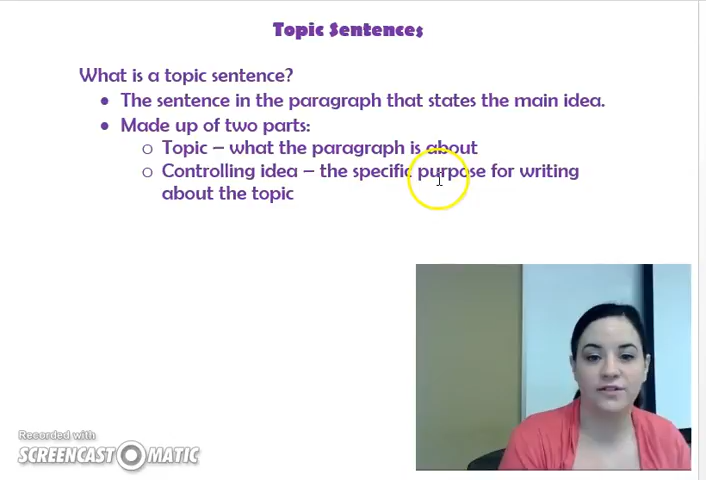 Topic Sentences
What is a topic sentence?
• The sentence in the paragraph that states the main idea.
• Made up of two parts:
o Topic – what the paragraph is about
o Controlling idea – the specific purpose for writing
about the topic
Recorded with
SCREENCAST O MATIC